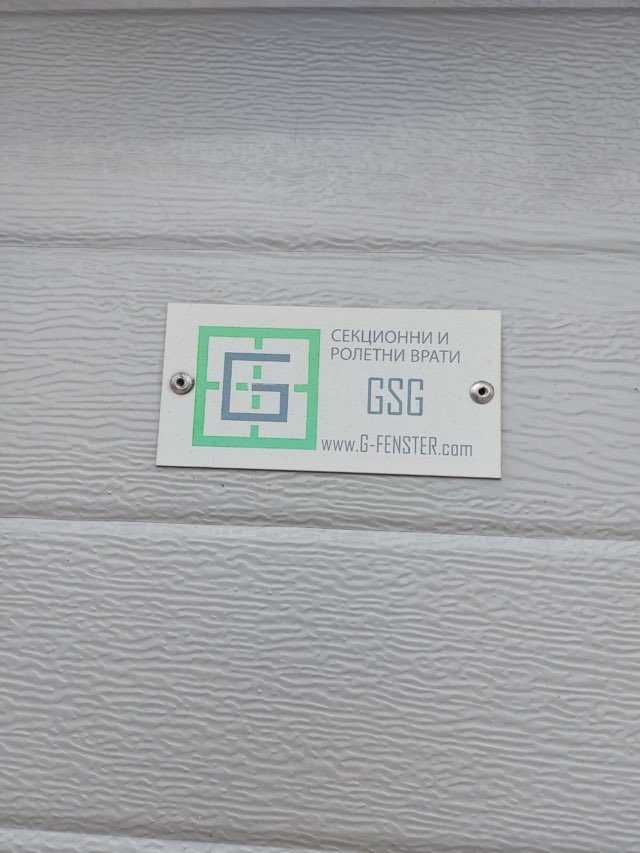 СЕКЦИОННИ И
РОЛЕТНИ ВРАТИ
G
GSG
www.G-FENSTER.com